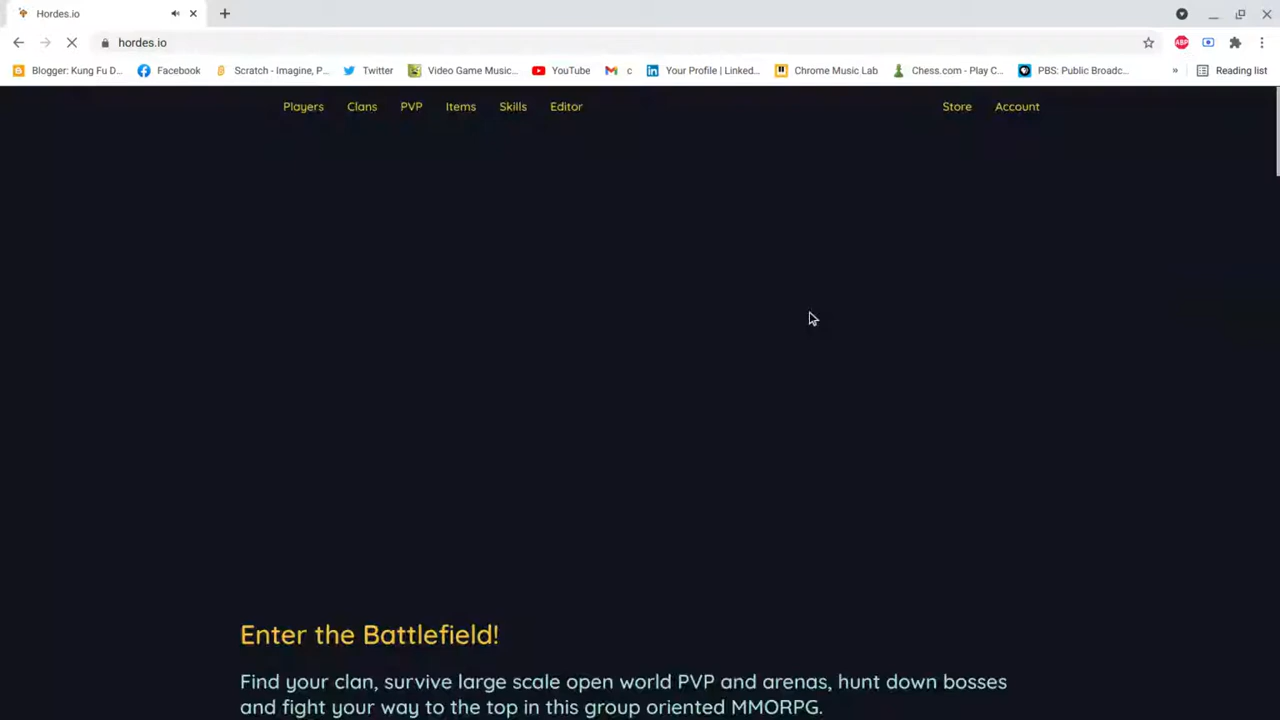 Hordes.io
hordes.io
Blogger: Kung Fu D... Facebook Scratch - Imagine, P... Twitter Video Game Music... YouTube c Your Profile | Linked... Chrome Music Lab Chess.com - Play C... PBS: Public Broadc... » Reading list
Players Clans PVP Items Skills Editor Store Account
Enter the Battlefield!
Find your clan, survive large scale open world PVP and arenas, hunt down bosses
and fight your way to the top in this group oriented MMORPG.